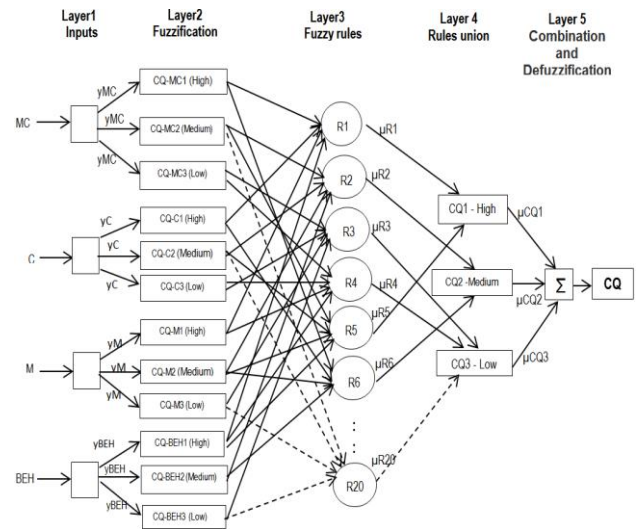 Layer1
Inputs
Layer2
Fuzzification
Layer3
Fuzzy rules
Layer 4
Rules union
Layer 5
Combination
and
Defuzzification
MC
yMC
yMC
yMC
CQ-MC1 (High)
CQ-MC2 (Medium)
CQ-MC3 (Low)
C
yC
yC
yC
CQ-C1 (High)
CQ-C2 (Medium)
CQ-C3 (Low)
M
yM
yM
yM
CQ-M1 (High)
CQ-M2 (Medium)
CQ-M3 (Low)
BEH
yBEH
yBEH
yBEH
CQ-BEH1 (High)
CQ-BEH2 (Medium)
CQ-BEH3 (Low)
R1
R2
R3
R4
R5
R6
R20
μR1
μR2
μR3
μR4
μR5
μR6
μR20
CQ1 - High
CQ2 -Medium
CQ3 - Low
μCQ1
μCQ2
μCQ3
Σ
CQ